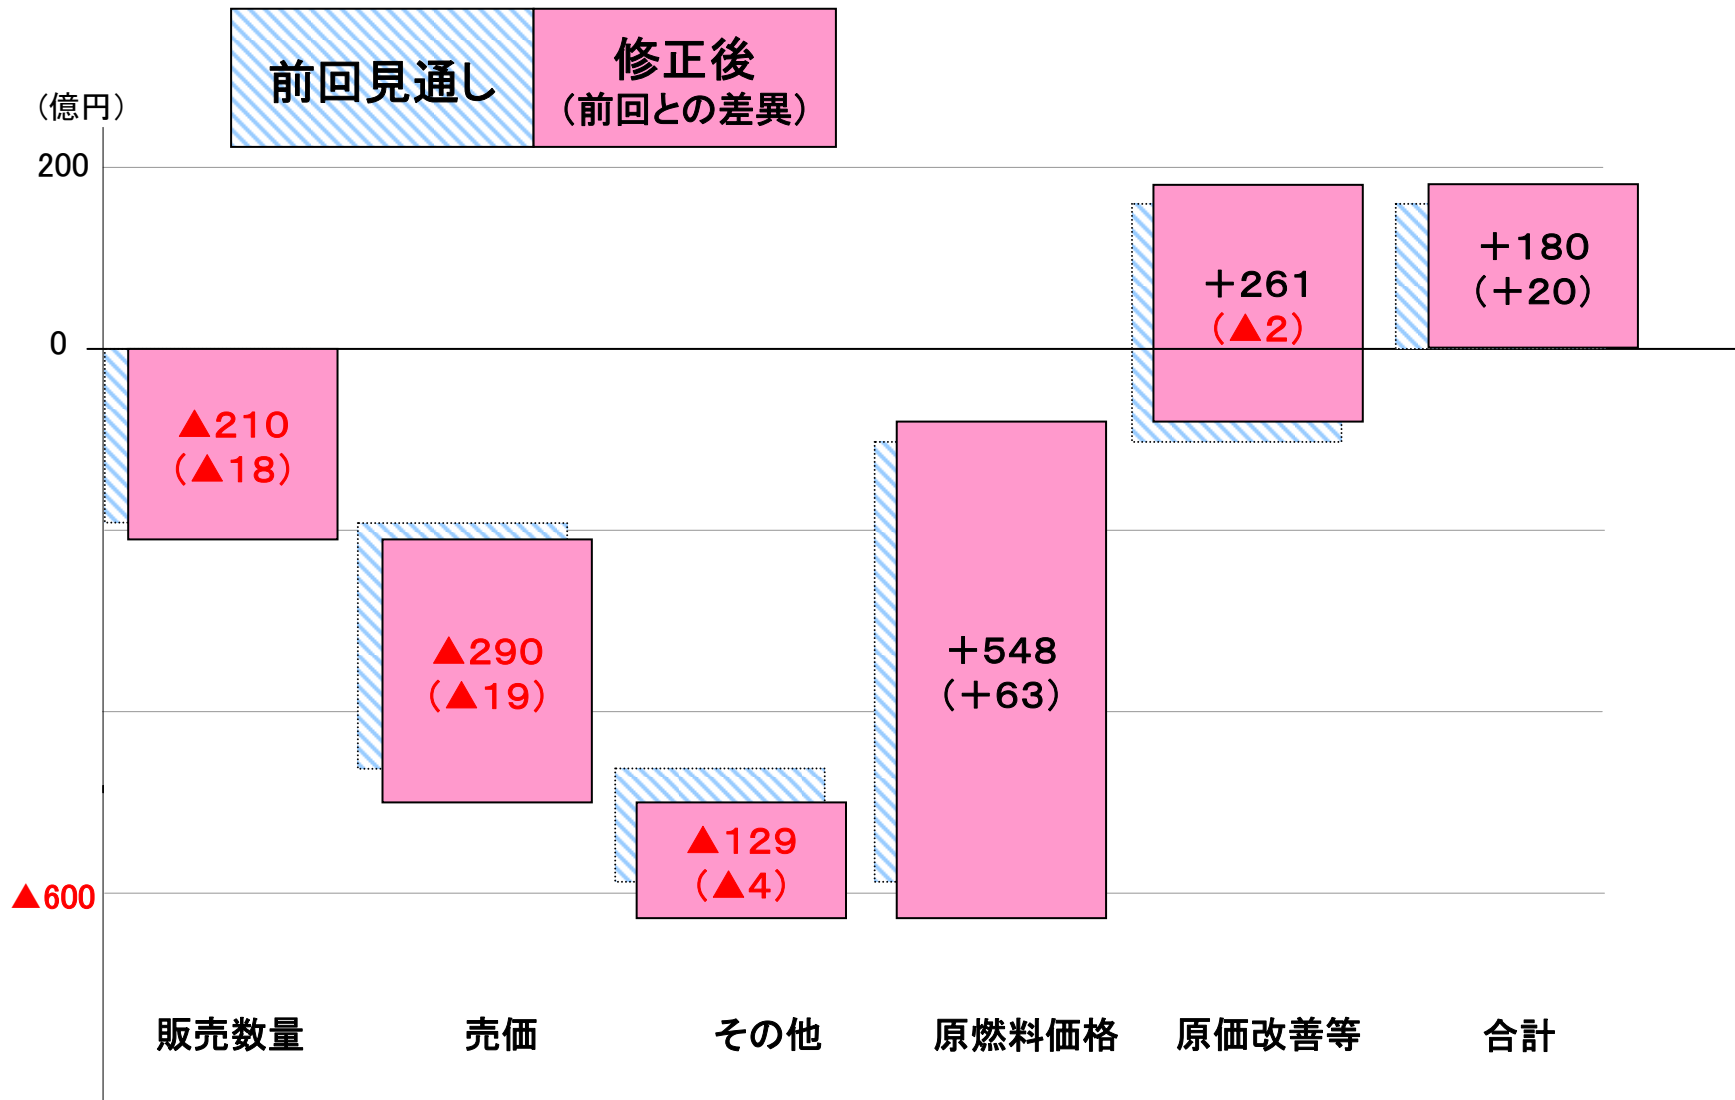 前回見通し
修正後
（前回との差異）
（億円）
200
0
▲600
▲210
（▲18）
▲290
（▲19）
▲129
（▲4）
＋548
（＋63）
＋261
（▲2）
＋180
（＋20）
販売数量
売価
その他
原燃料価格
原価改善等
合計